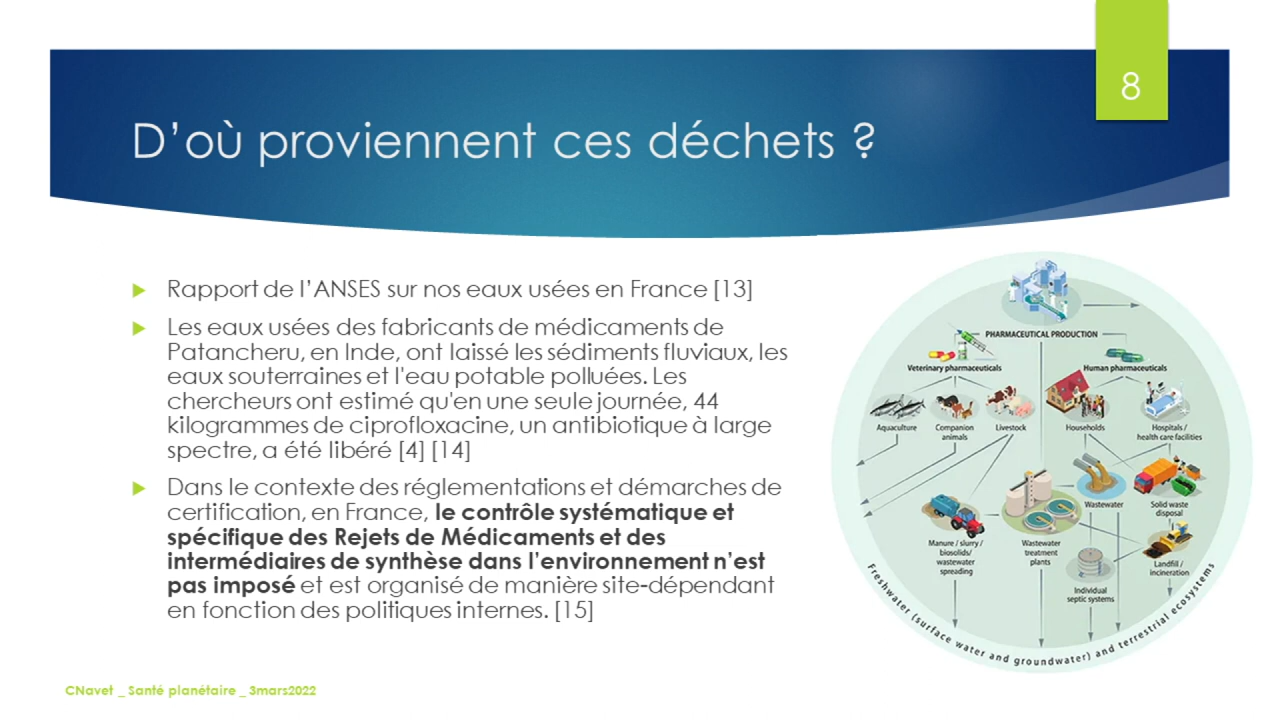 8
D’où proviennent ces déchets ?
Rapport de l’ANSES sur nos eaux usées en France [13]
Les eaux usées des fabricants de médicaments de
Patancheru, en Inde, ont laissé les sédiments fluviaux, les
eaux souterraines et l'eau potable polluées. Les
chercheurs ont estimé qu'en une seule journée, 44
kilogrammes de ciprofloxacine, un antibiotique à large
spectre, a été libéré [4] [14]
Dans le contexte des réglementations et démarches de
certification, en France, le contrôle systématique et
spécifique des Rejets de Médicaments et des
intermédiaires de synthèse dans l’environnement n’est
pas imposé et est organisé de manière site-dépendant
en fonction des politiques internes. [15]
PHARMACEUTICAL PRODUCTION
Veterinary pharmaceuticals
Human pharmaceuticals
Aquaculture
Companion
animals
Livestock
Households
Hospitals /
health care facilities
Wastewater
Solid waste
disposal
Manure / slurry /
biosolids/
wastewater
spreading
Wastewater
treatment
plants
Landfill /
incineration
Individual
septic systems
Freshwater (surface water and groundwater) and terrestrial ecosystems
CNavet _ Santé planétaire _ 3mars2022